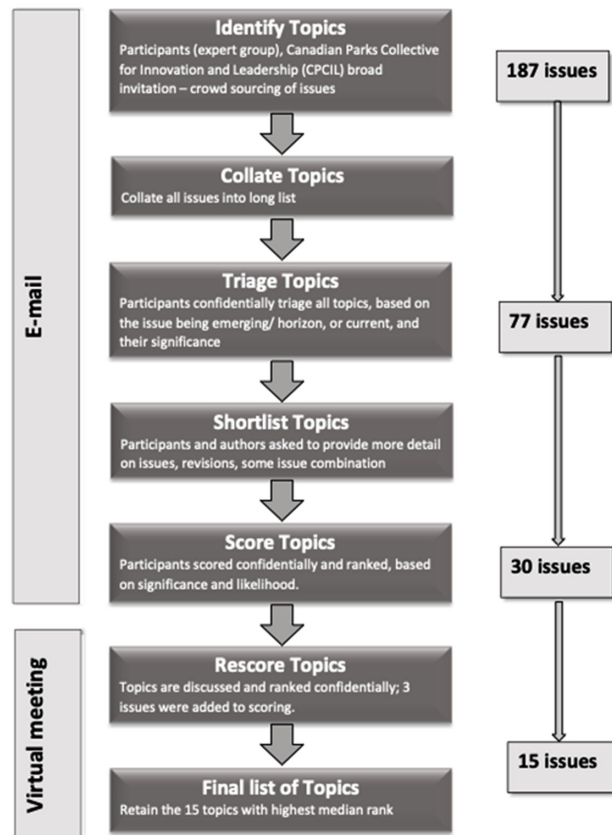 Identify Topics
Participants (expert group), Canadian Parks Collective
for Innovation and Leadership (CPCIL) broad
invitation – crowd sourcing of issues
187 issues
Collate Topics
Collate all issues into long list
E-mail
Triage Topics
Participants confidentially triage all topics, based on
the issue being emerging/ horizon, or current, and
their significance
77 issues
Shortlist Topics
Participants and authors asked to provide more detail
on issues, revisions, some issue combination
Score Topics
Participants scored confidentially and ranked, based
on significance and likelihood.
30 issues
Virtual meeting
Rescore Topics
Topics are discussed and ranked confidentially; 3
issues were added to scoring.
15 issues
Final list of Topics
Retain the 15 topics with highest median rank